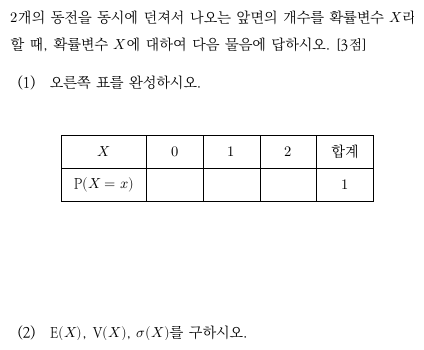 2개의 동전을 동시에 던져서 나오는 앞면의 개수를 확률변수 X라
할 때, 확률변수 X에 대하여 다음 물음에 답하시오. [3점]
(1) 오른쪽 표를 완성하시오.
X 0 1 2 합계
P(X = x) 1
(2) E(X), V(X), σ(X)를 구하시오.